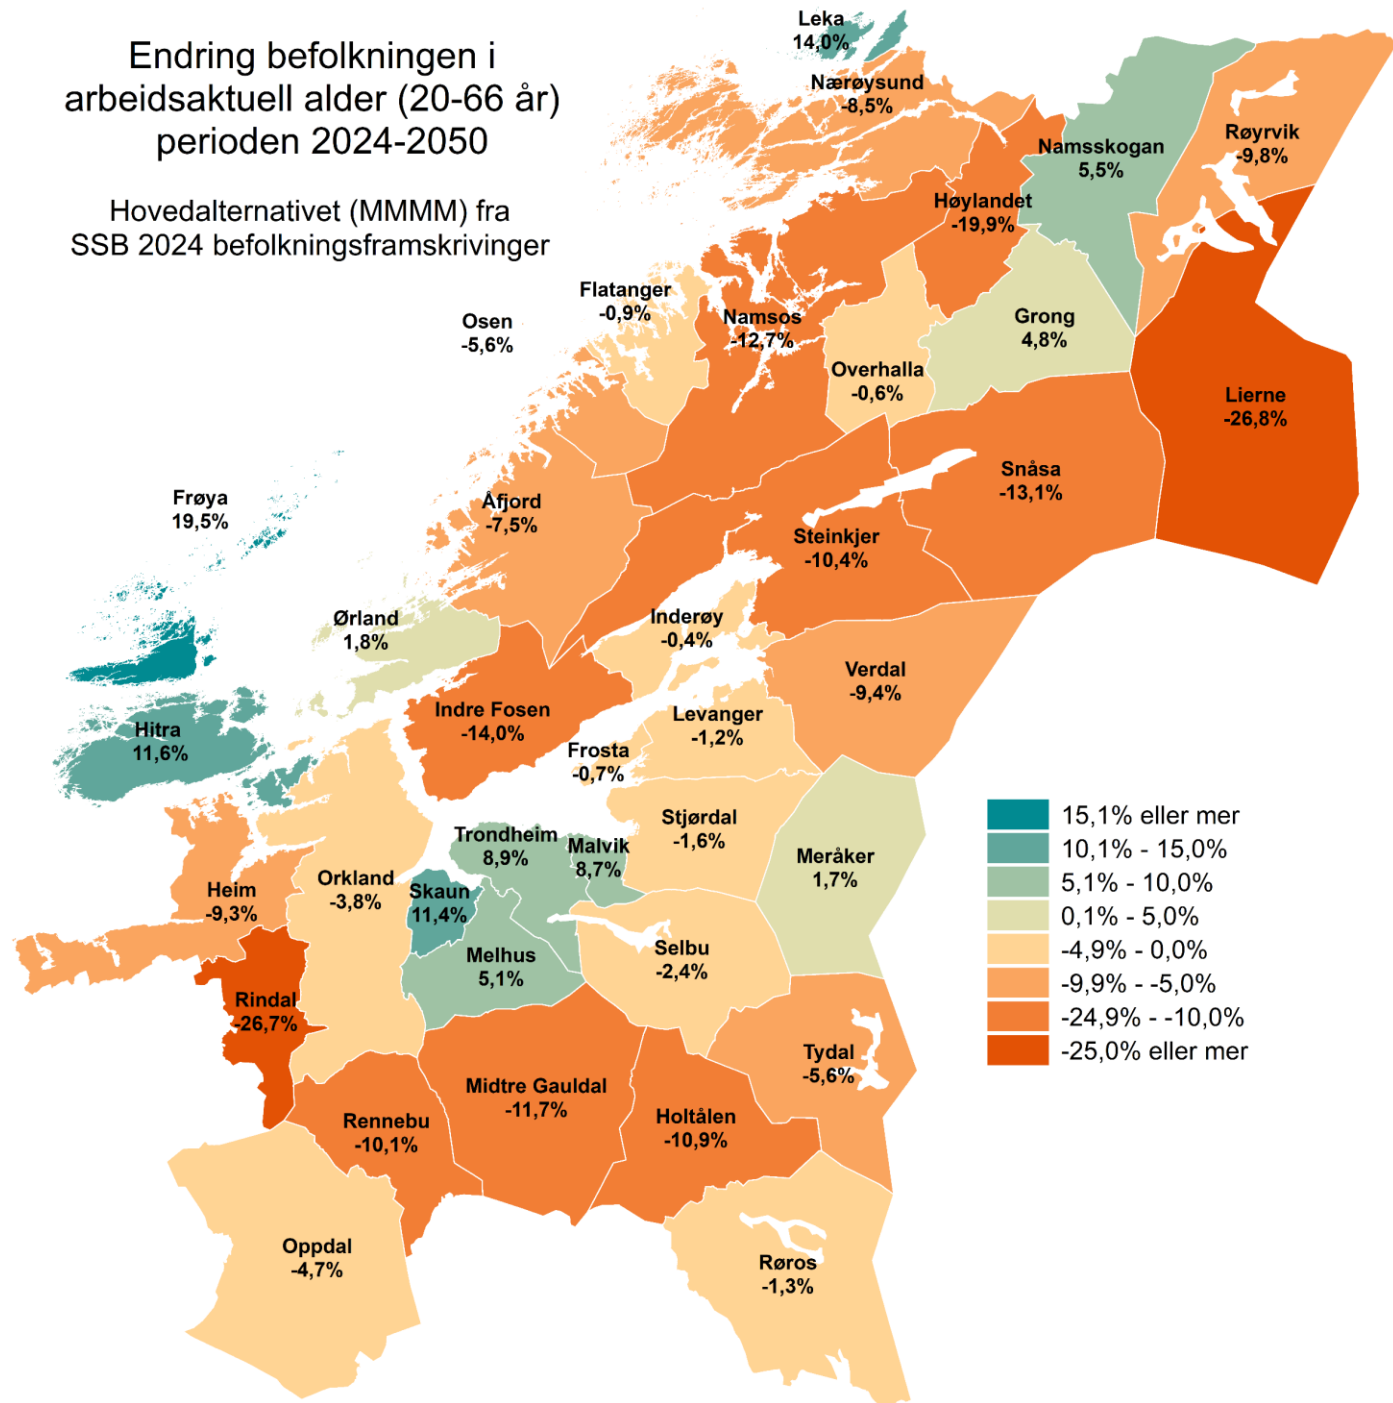 Endring befolkningen i
arbeidsaktuell alder (20-66 år)
perioden 2024-2050
Hovedalternativet (MMMM) fra
SSB 2024 befolkningsframskrivinger
Leka
14,0%
Nærøysund
-8,5%
Røyrvik
-9,8%
Namsskogan
5,5%
Høylandet
-19,9%
Flatanger
-0,9%
Osen
-5,6%
Namsos
-12,7%
Grong
4,8%
Overhalla
-0,6%
Lierne
-26,8%
Snåsa
-13,1%
Frøya
19,5%
Åfjord
-7,5%
Steinkjer
-10,4%
Ørland
1,8%
Inderøy
-0,4%
Verdal
-9,4%
Indre Fosen
-14,0%
Levanger
-1,2%
Hitra
11,6%
Frosta
-0,7%
Stjørdal
-1,6%
Trondheim
8,9%
Malvik
8,7%
Meråker
1,7%
Orkland
-3,8%
Skaun
11,4%
Heim
-9,3%
Melhus
5,1%
Selbu
-2,4%
Rindal
-26,7%
Tydal
-5,6%
Midtre Gauldal
-11,7%
Holtålen
-10,9%
Rennebu
-10,1%
Oppdal
-4,7%
Røros
-1,3%
15,1% eller mer
10,1% - 15,0%
5,1% - 10,0%
0,1% - 5,0%
-4,9% - 0,0%
-9,9% - -5,0%
-24,9% - -10,0%
-25,0% eller mer